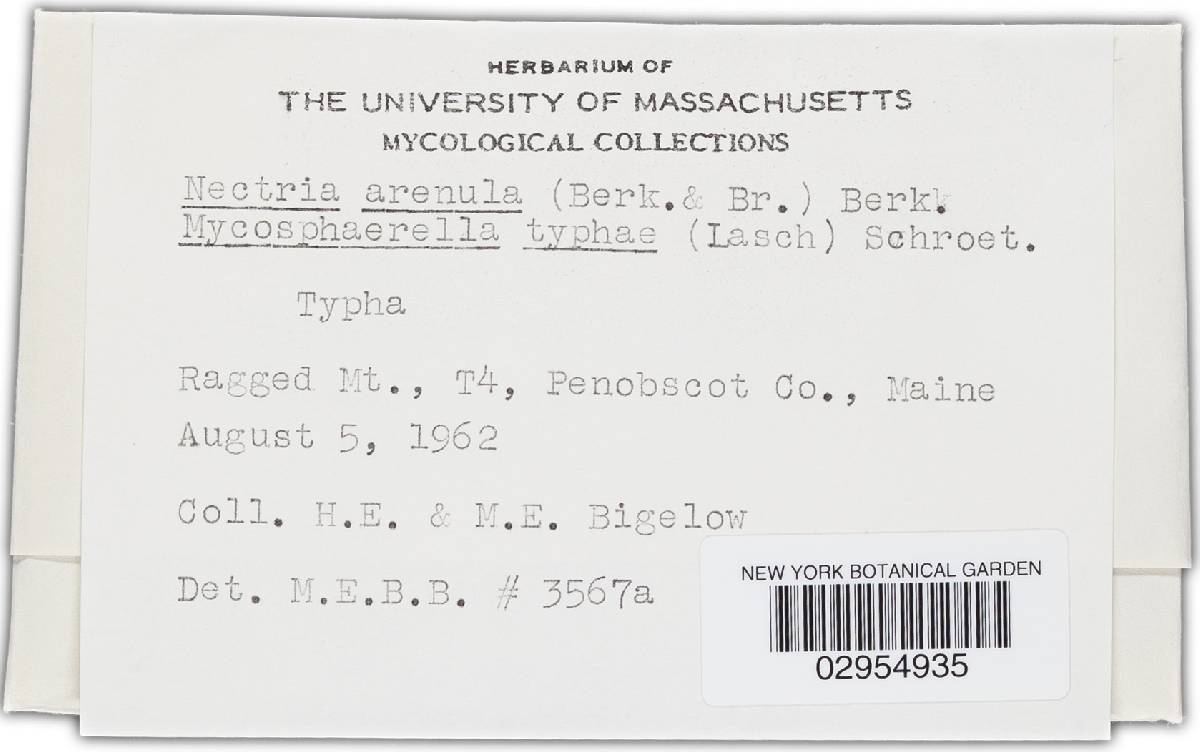 HERBARIUM OF
THE UNIVERSITY OF MASSACHUSETTS
MYCOLOGICAL COLLECTIONS
Nectria arenula (Berk.& Br.) Berk.
Mycosphaerella typhae (Lasch) Schroet.
Typha
Ragged Mt., T4, Penobscot Co., Maine
August 5, 1962
Coll. H.E. & M.E. Bigelow
Det. M.E.B.B. # 3567a
NEW YORK BOTANICAL GARDEN
02954935